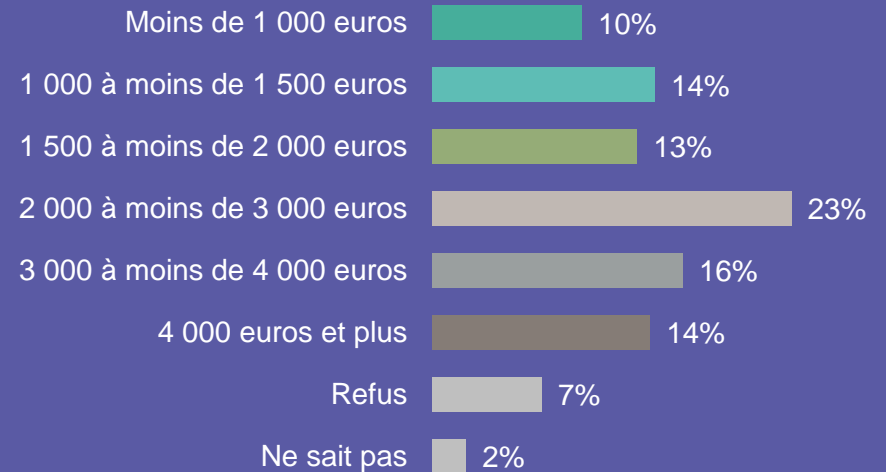 Moins de 1 000 euros 10%
1 000 à moins de 1 500 euros 14%
1 500 à moins de 2 000 euros 13%
2 000 à moins de 3 000 euros 23%
3 000 à moins de 4 000 euros 16%
4 000 euros et plus 14%
Refus 7%
Ne sait pas 2%